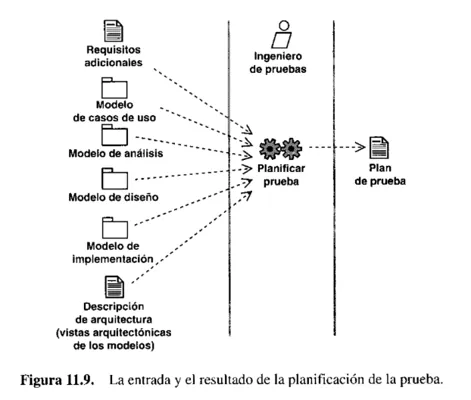 Requisitos
adicionales
Modelo
de casos de uso
Modelo de análisis
Modelo de diseño
Modelo de
implementación
Descripción
de arquitectura
(vistas arquitectónicas
de los modelos)
Ingeniero
de pruebas
Planificar
prueba
Plan
de prueba
Figura 11.9. La entrada y el resultado de la planificación de la prueba.